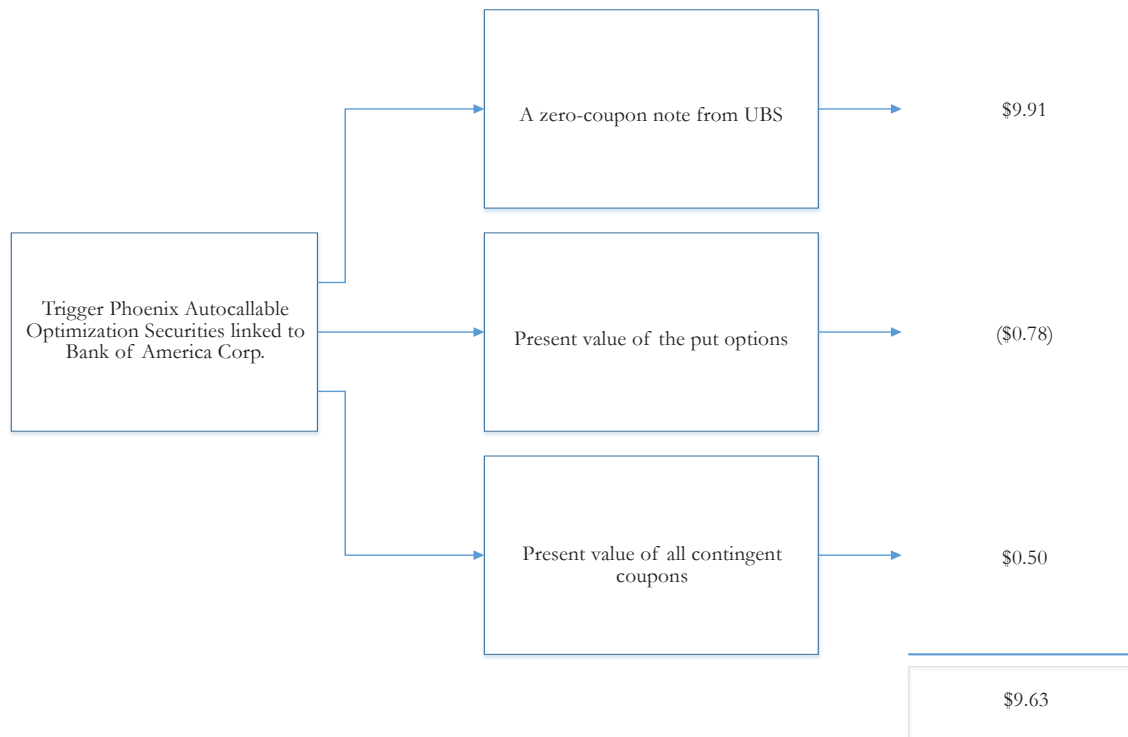 A zero-coupon note from UBS
$9.91
Trigger Phoenix Autocallable
Optimization Securities linked to
Bank of America Corp.
Present value of the put options
($0.78)
Present value of all contingent
coupons
$0.50
$9.63